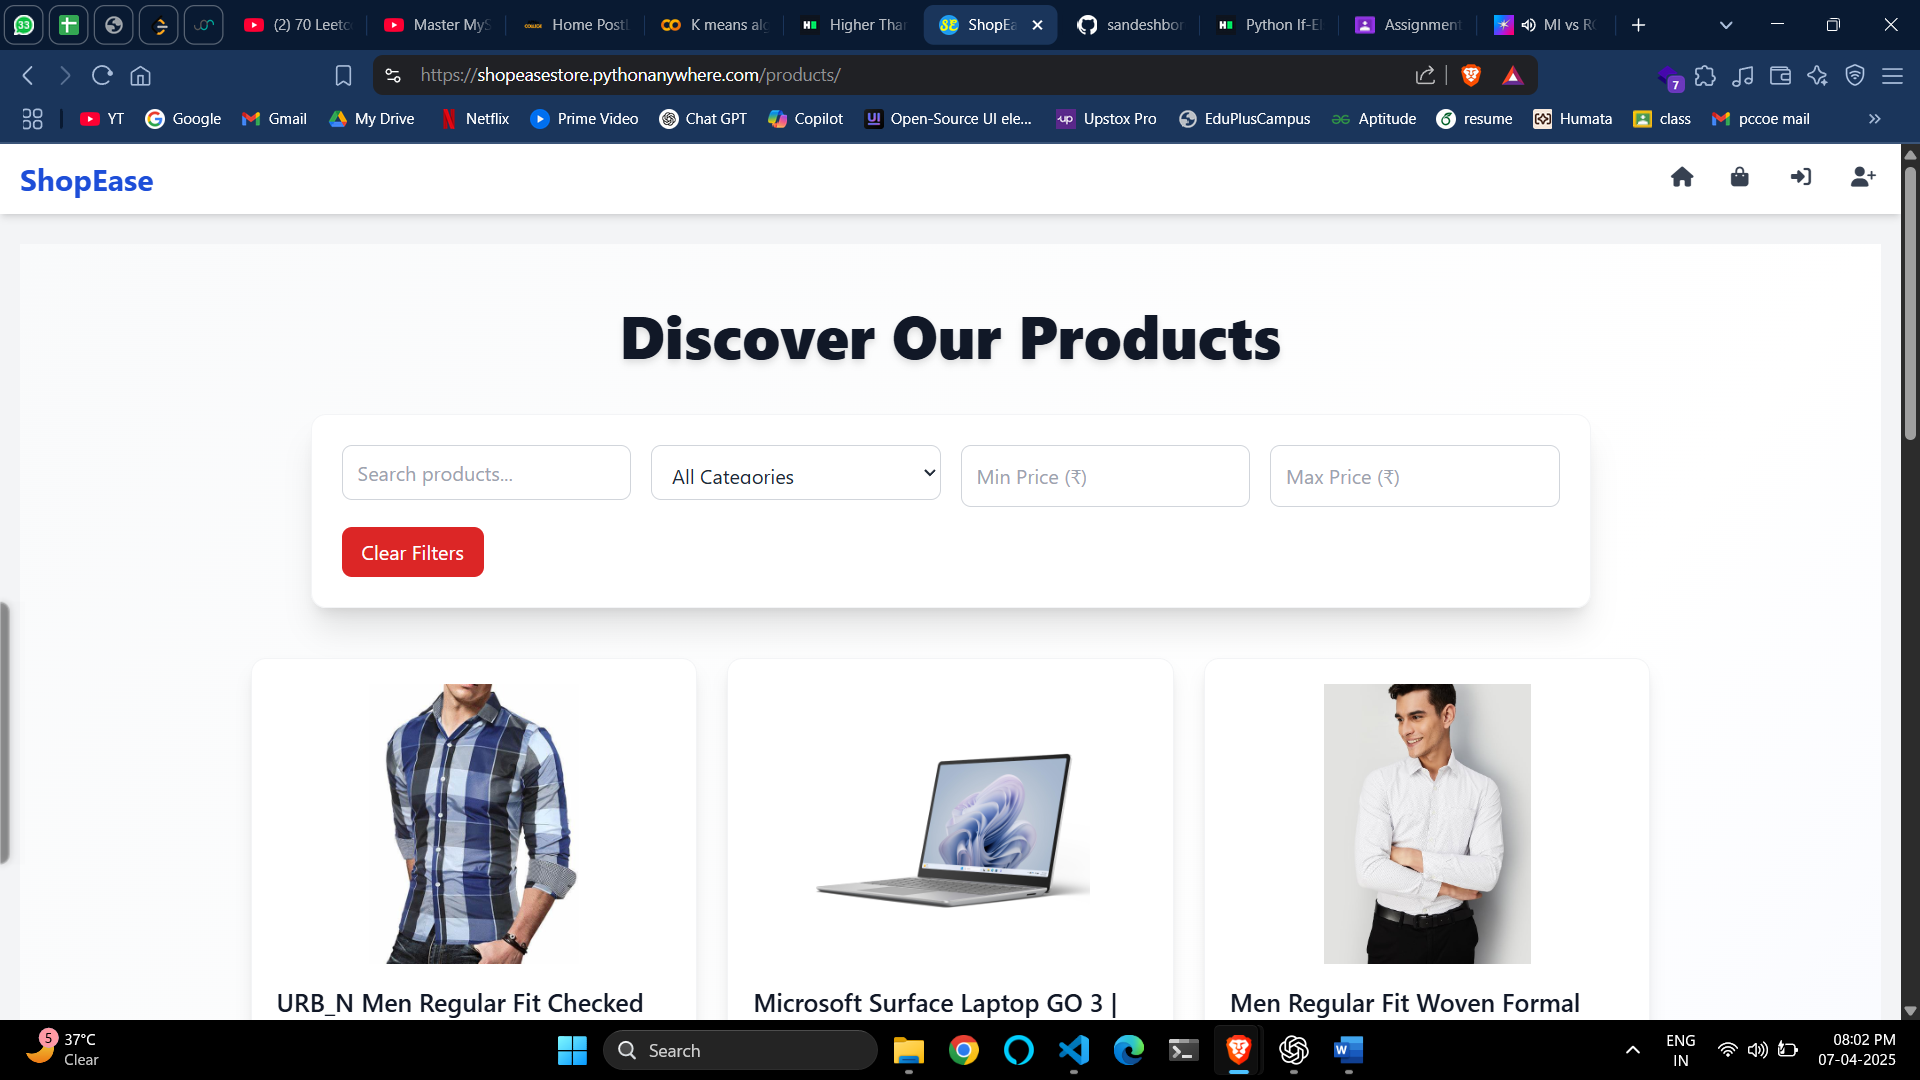 33
(2) 70 Leetc
Master MyS
Home Post
K means alg
Higher Tha
ShopEa
sandeshbor
Python If-El
Assignment
MI vs RC
https://shopeasestore.pythonanywhere.com/products/
7
YT
Google
Gmail
My Drive
Netflix
Prime Video
Chat GPT
Copilot
Open-Source UI ele...
Upstox Pro
EduPlusCampus
Aptitude
resume
Humata
class
pccoe mail
ShopEase
Discover Our Products
Search products...
All Categories
Min Price (₹)
Max Price (₹)
Clear Filters
URB_N Men Regular Fit Checked
Microsoft Surface Laptop GO 3 |
Men Regular Fit Woven Formal
5
37°C
Clear
Search
ENG
IN
08:02 PM
07-04-2025